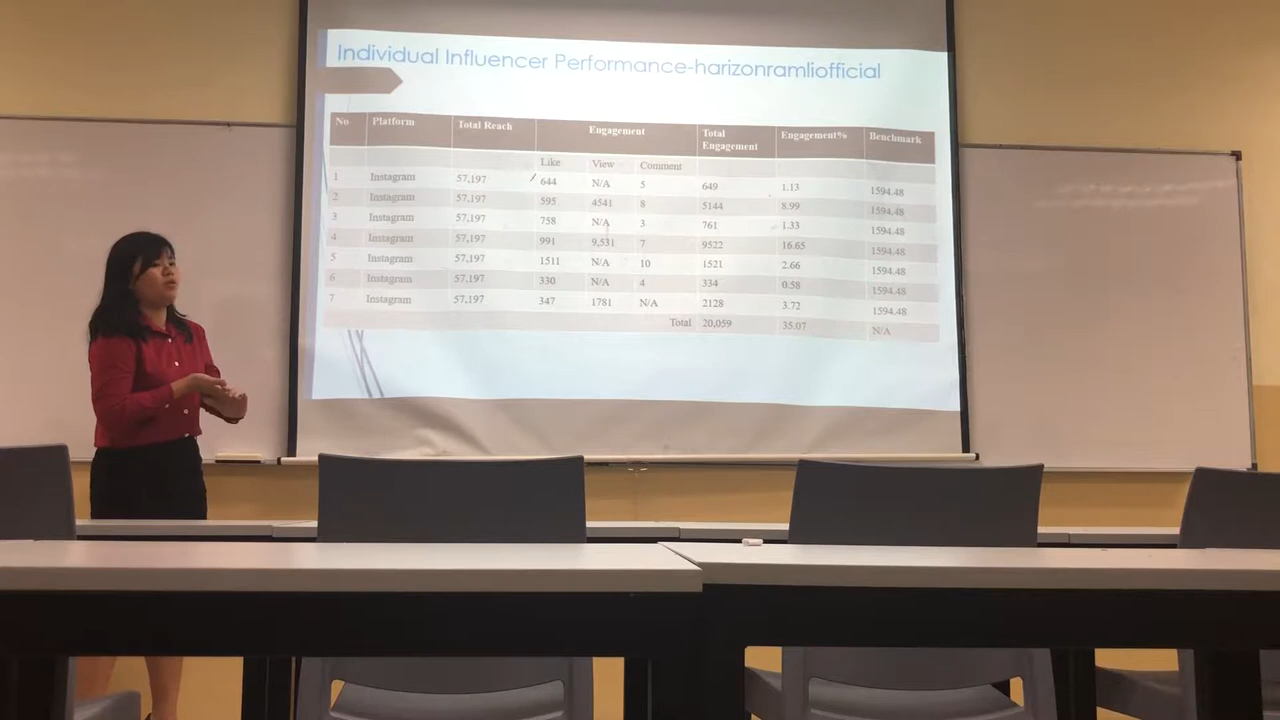 Individual Influencer Performance-harizonramliofficial
No Platform Total Reach Engagement Total Engagement Engagement% Benchmark
Like View Comment
1 Instagram 57,197 644 N/A 5 649 1.13 1594.48
2 Instagram 57,197 595 4541 8 5144 8.99 1594.48
3 Instagram 57,197 758 N/A 3 761 1.33 1594.48
4 Instagram 57,197 991 9,531 7 9522 16.65 1594.48
5 Instagram 57,197 1511 N/A 10 1521 2.66 1594.48
6 Instagram 57,197 330 N/A 4 334 0.58 1594.48
7 Instagram 57,197 347 1781 N/A 2128 3.72 1594.48
Total 20,059 35.07 N/A